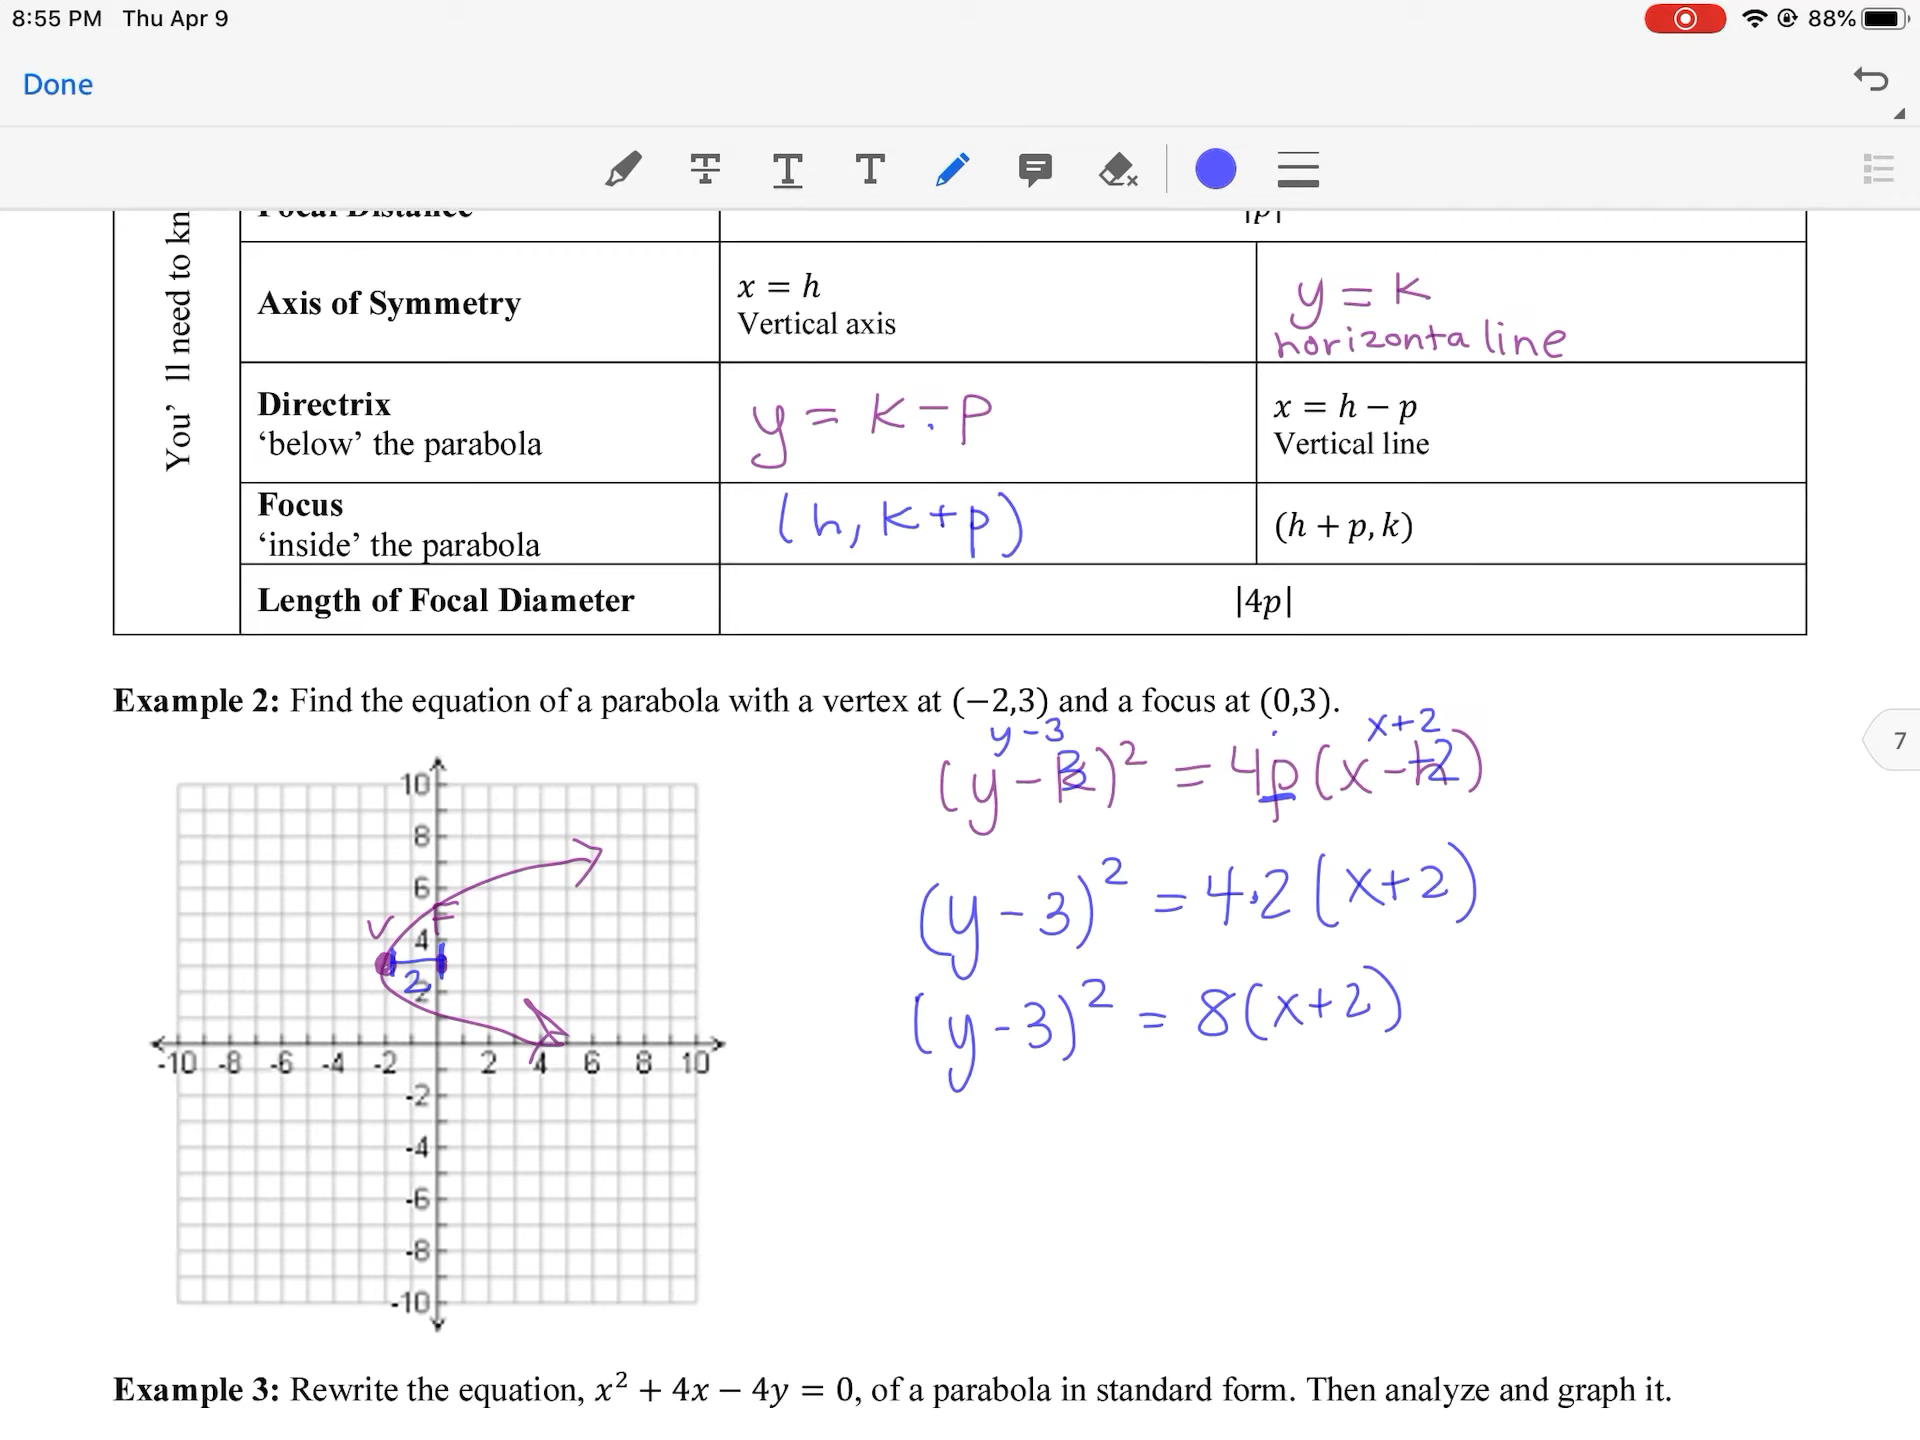 8:55 PM Thu Apr 9
88%
Done
You' ll need to kn
Focal Distance
|p|
Axis of Symmetry
x = h
Vertical axis
y = k
horizonta line
Directrix
‘below’ the parabola
y = k - p
x = h − p
Vertical line
Focus
‘inside’ the parabola
(h, k+p)
(h + p, k)
Length of Focal Diameter
|4p|
Example 2: Find the equation of a parabola with a vertex at (−2,3) and a focus at (0,3).
y-3
x+2
(y - 3)² = 4p(x - -2)
(y-3)² = 4·2(x+2)
(y-3)² = 8(x+2)
10
8
6
V F
4
2
2
-10 -8 -6 -4 -2 2 4 6 8 10
-2
-4
-6
-8
-10
7
Example 3: Rewrite the equation, x² + 4x − 4y = 0, of a parabola in standard form. Then analyze and graph it.